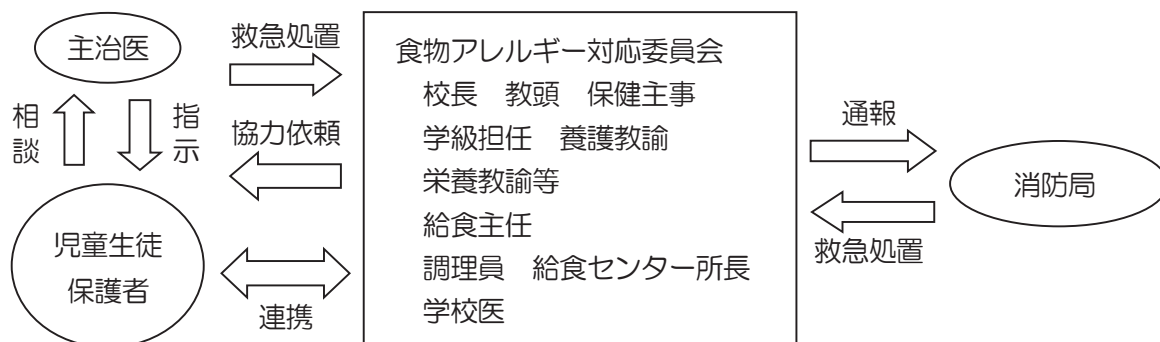 主治医
救急処置
相談
指示
協力依頼
児童生徒
保護者
連携
食物アレルギー対応委員会
校長　教頭　保健主事
学級担任　養護教諭
栄養教諭等
給食主任
調理員　給食センター所長
学校医
通報
消防局
救急処置